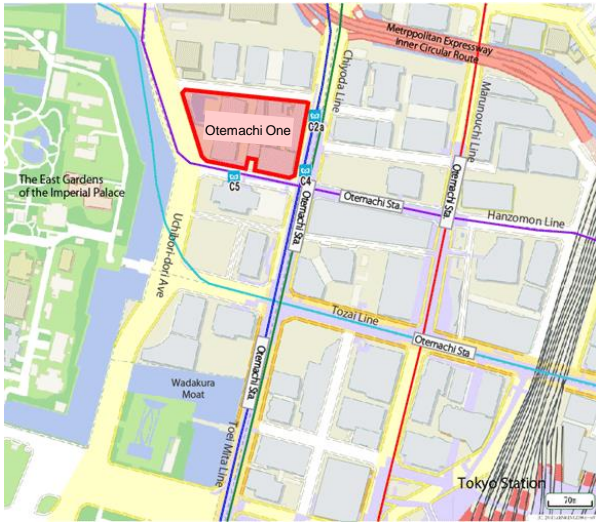 Metrppolitan Expressway
Inner Circular Route
Chiyoda Line
Marunouchi Line
Otemachi One
C2a
C4
C5
The East Gardens
of the Imperial Palace
Otemachi Sta.
Otemachi Sta.
Otemachi Sta.
Hanzomon Line
Uchibori-dori Ave
Tozai Line
Otemachi Sta.
Otemachi Sta.
Wadakura
Moat
Toei Mita Line
Tokyo Station
70m